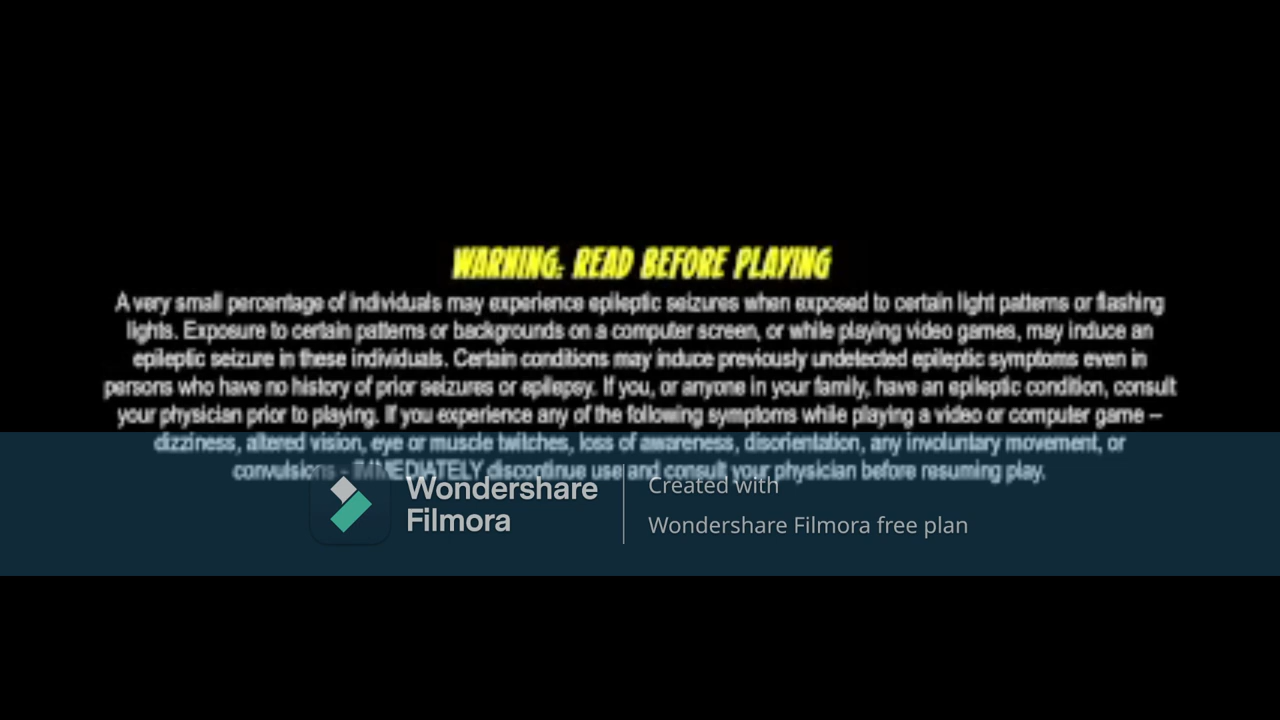 WARNING: READ BEFORE PLAYING
A very small percentage of individuals may experience epileptic seizures when exposed to certain light patterns or flashing
lights. Exposure to certain patterns or backgrounds on a computer screen, or while playing video games, may induce an
epileptic seizure in these individuals. Certain conditions may induce previously undetected epileptic symptoms even in
persons who have no history of prior seizures or epilepsy. If you, or anyone in your family, have an epileptic condition, consult
your physician prior to playing. If you experience any of the following symptoms while playing a video or computer game --
dizziness, altered vision, eye or muscle twitches, loss of awareness, disorientation, any involuntary movement, or
convulsions - IMMEDIATELY discontinue use and consult your physician before resuming play.
Wondershare
Filmora
Created with
Wondershare Filmora free plan